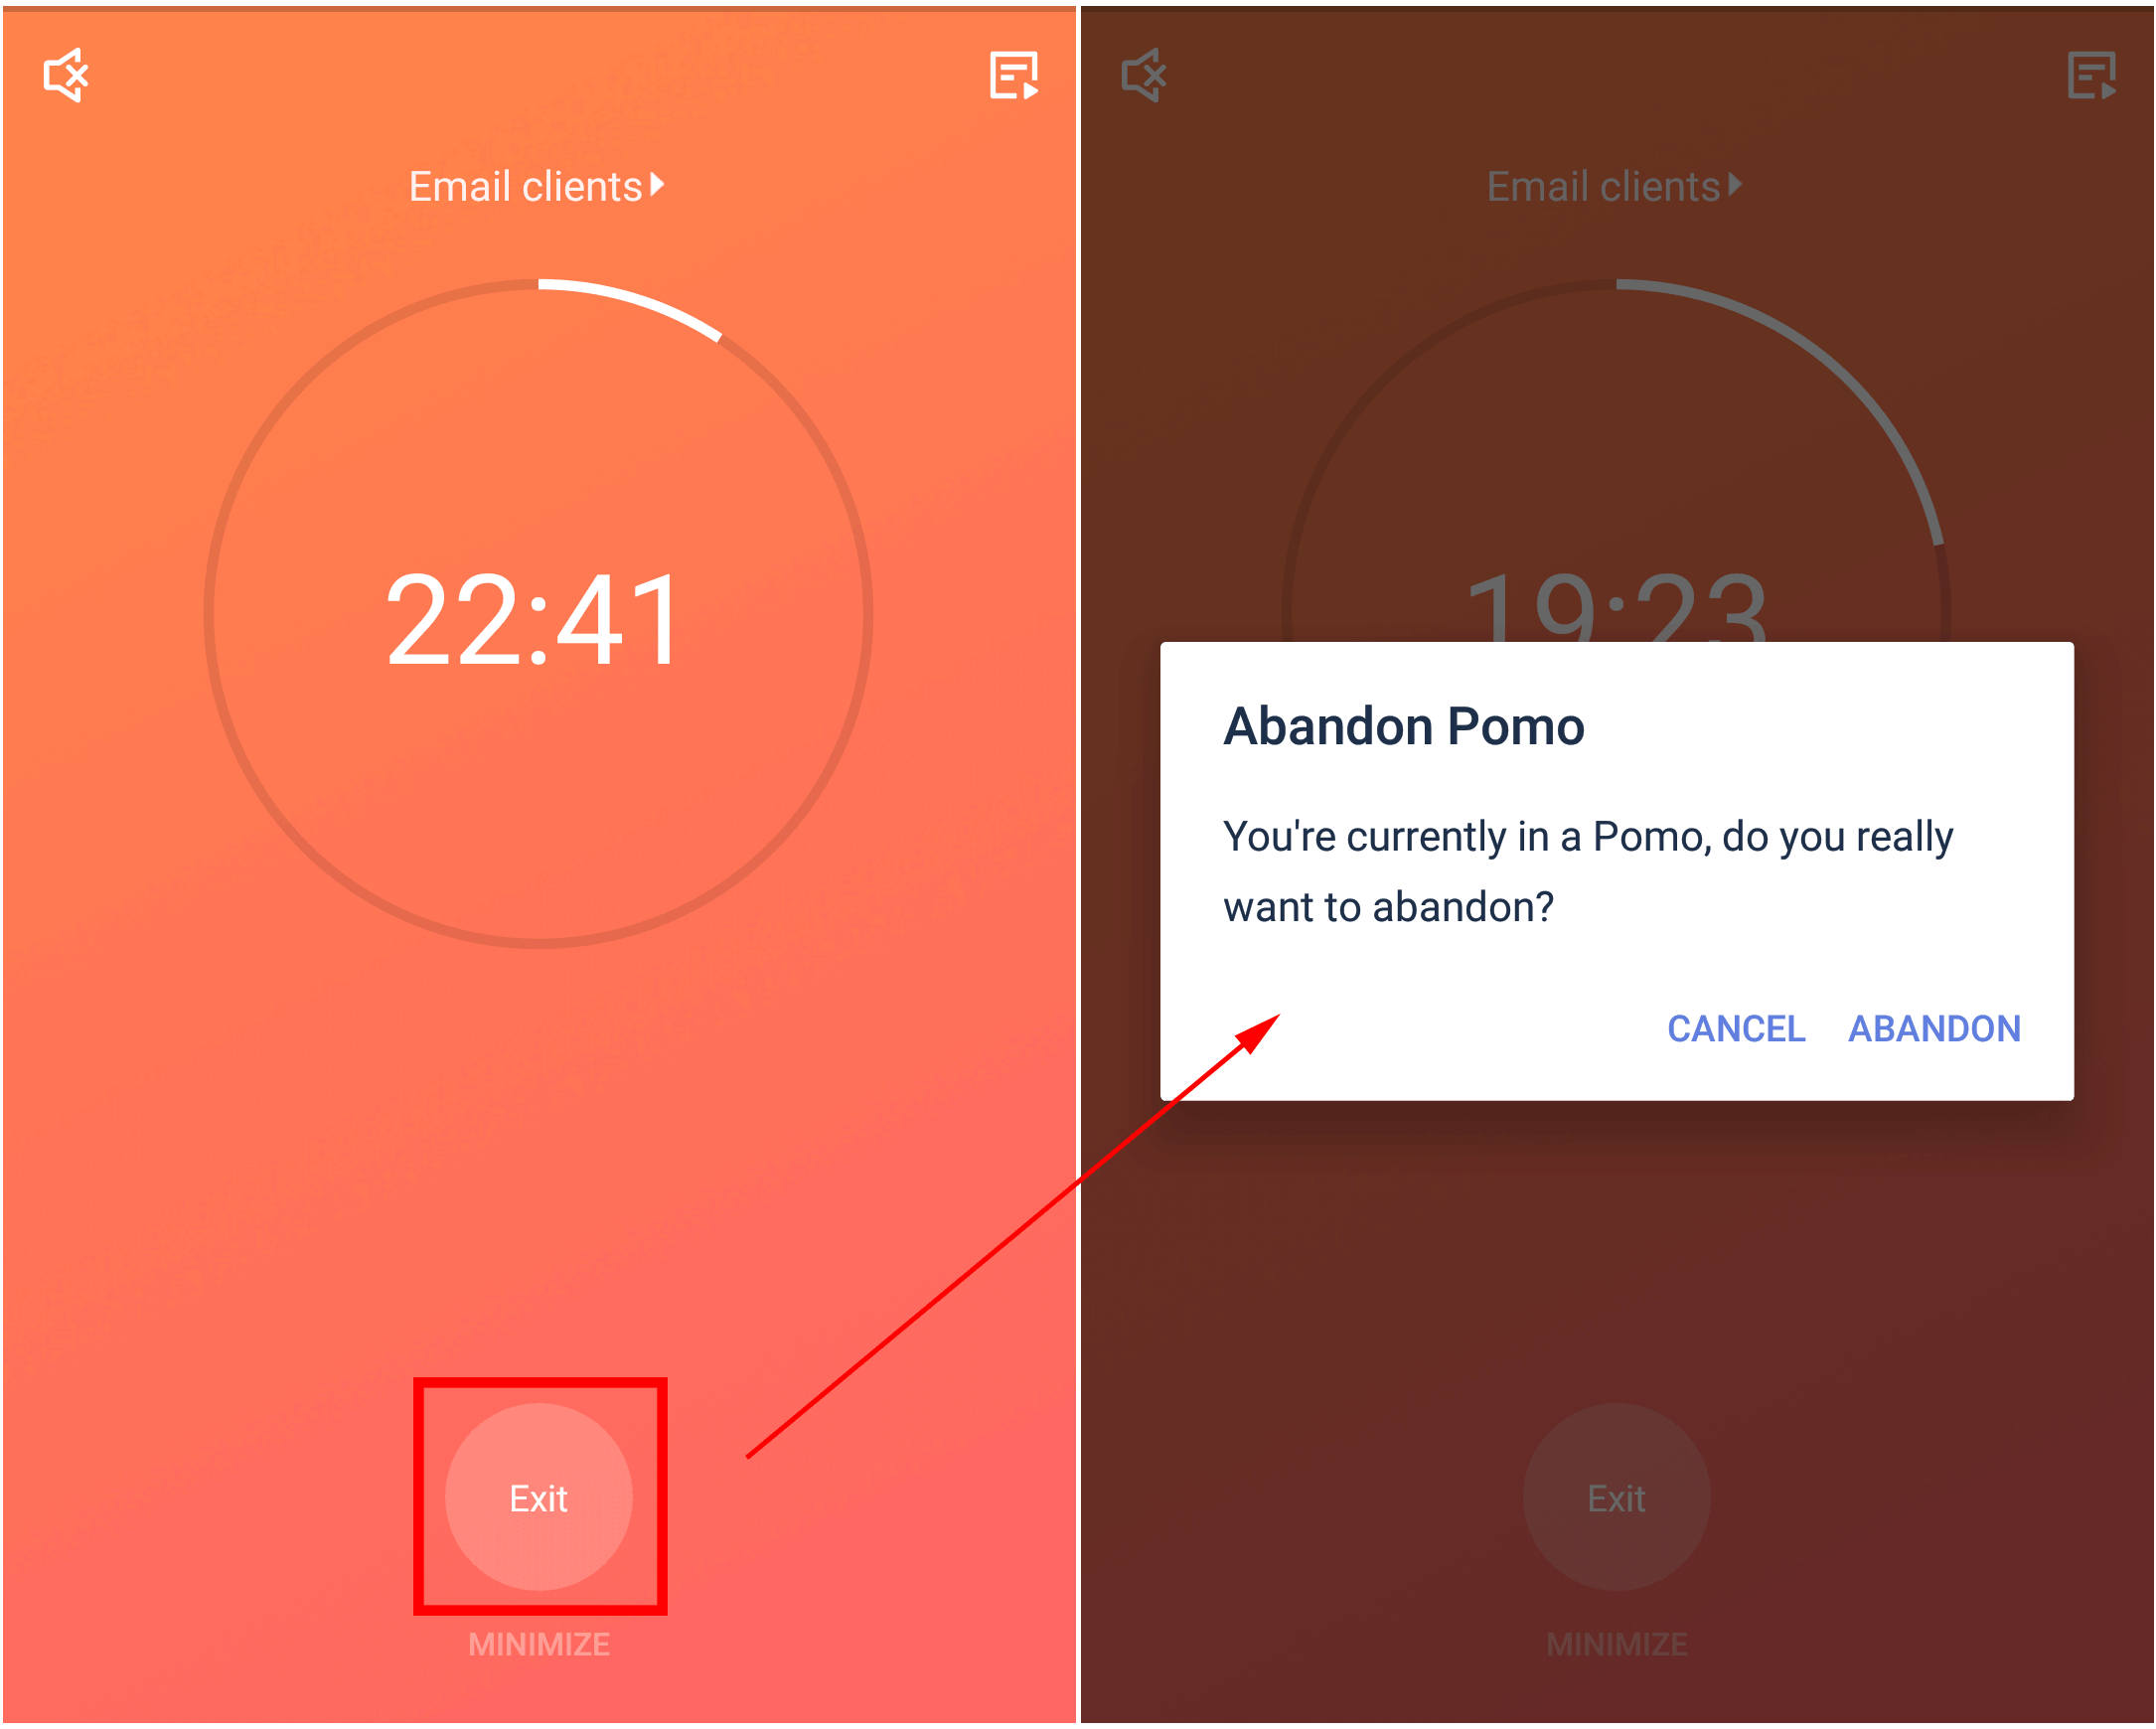 Email clients
22:41
Exit
MINIMIZE
Email clients
19:23
Abandon Pomo
You're currently in a Pomo, do you really
want to abandon?
CANCEL ABANDON
Exit
MINIMIZE